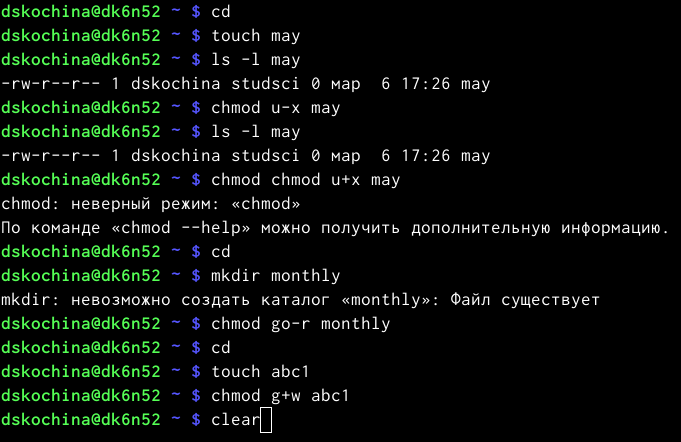 dskochina@dk6n52 ~ $ cd
dskochina@dk6n52 ~ $ touch may
dskochina@dk6n52 ~ $ ls -l may
-rw-r--r-- 1 dskochina studsci 0 мар  6 17:26 may
dskochina@dk6n52 ~ $ chmod u-x may
dskochina@dk6n52 ~ $ ls -l may
-rw-r--r-- 1 dskochina studsci 0 мар  6 17:26 may
dskochina@dk6n52 ~ $ chmod chmod u+x may
chmod: неверный режим: «chmod»
По команде «chmod --help» можно получить дополнительную информацию.
dskochina@dk6n52 ~ $ cd
dskochina@dk6n52 ~ $ mkdir monthly
mkdir: невозможно создать каталог «monthly»: Файл существует
dskochina@dk6n52 ~ $ chmod go-r monthly
dskochina@dk6n52 ~ $ cd
dskochina@dk6n52 ~ $ touch abc1
dskochina@dk6n52 ~ $ chmod g+w abc1
dskochina@dk6n52 ~ $ clear